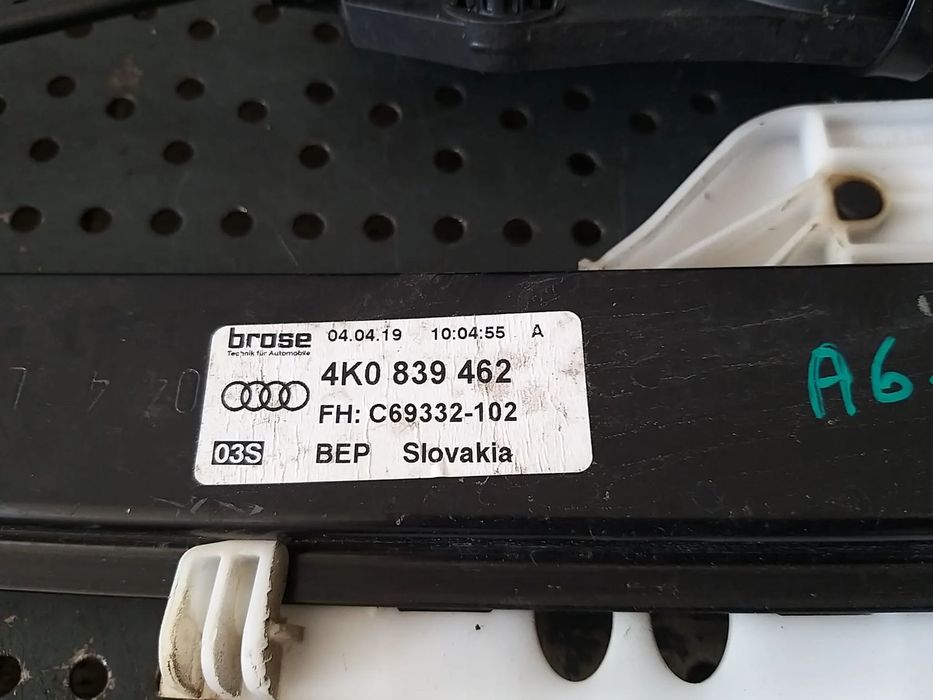 brose 04.04.19 10:04:55 A
Technik für Automobile
4K0 839 462
FH: C69332-102
03S BEP Slovakia
A6